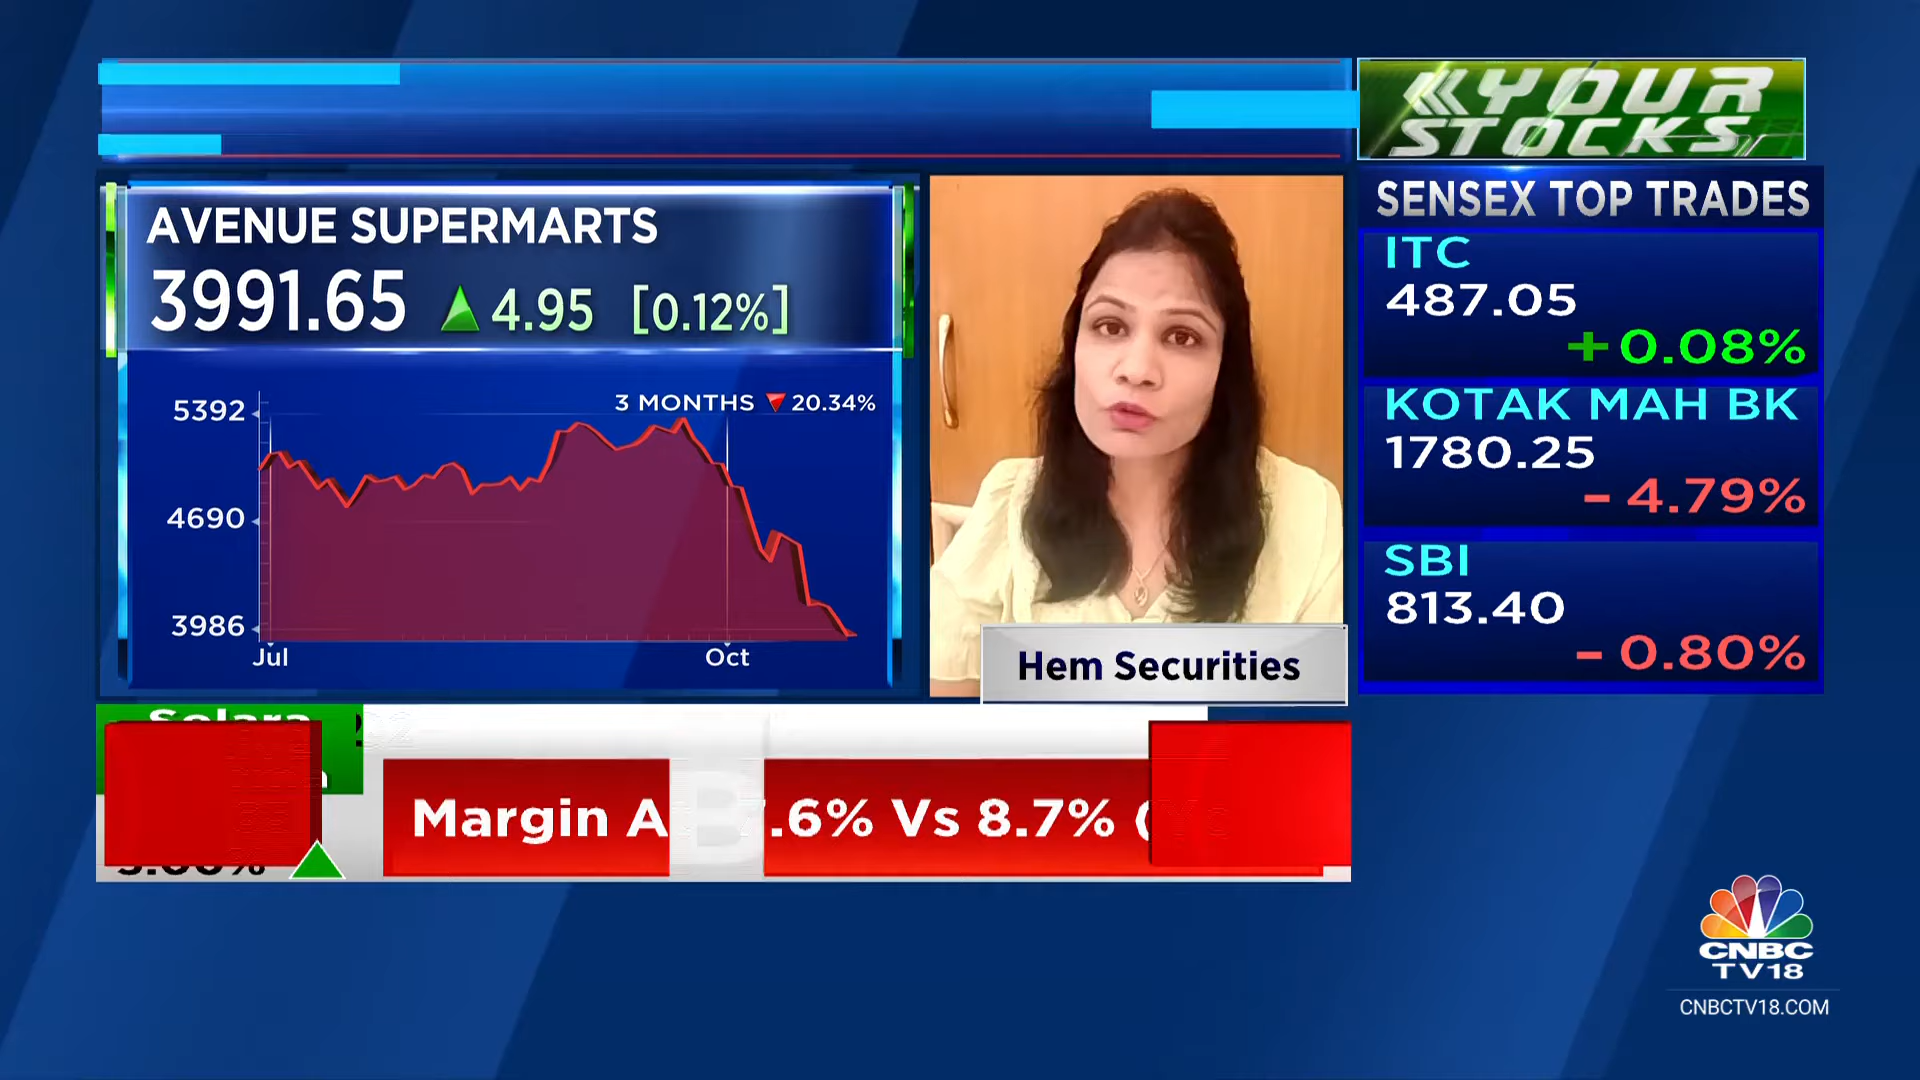 YOUR
STOCKS
AVENUE SUPERMARTS
3991.65 ▲ 4.95 [0.12%]
3 MONTHS ▼ 20.34%
5392
4690
3986
Jul Oct
Hem Securities
SENSEX TOP TRADES
ITC
487.05
+0.08%
KOTAK MAH BK
1780.25
- 4.79%
SBI
813.40
- 0.80%
Solara
Margin A .6% Vs 8.7% (
CNBC
TV18
CNBCTV18.COM